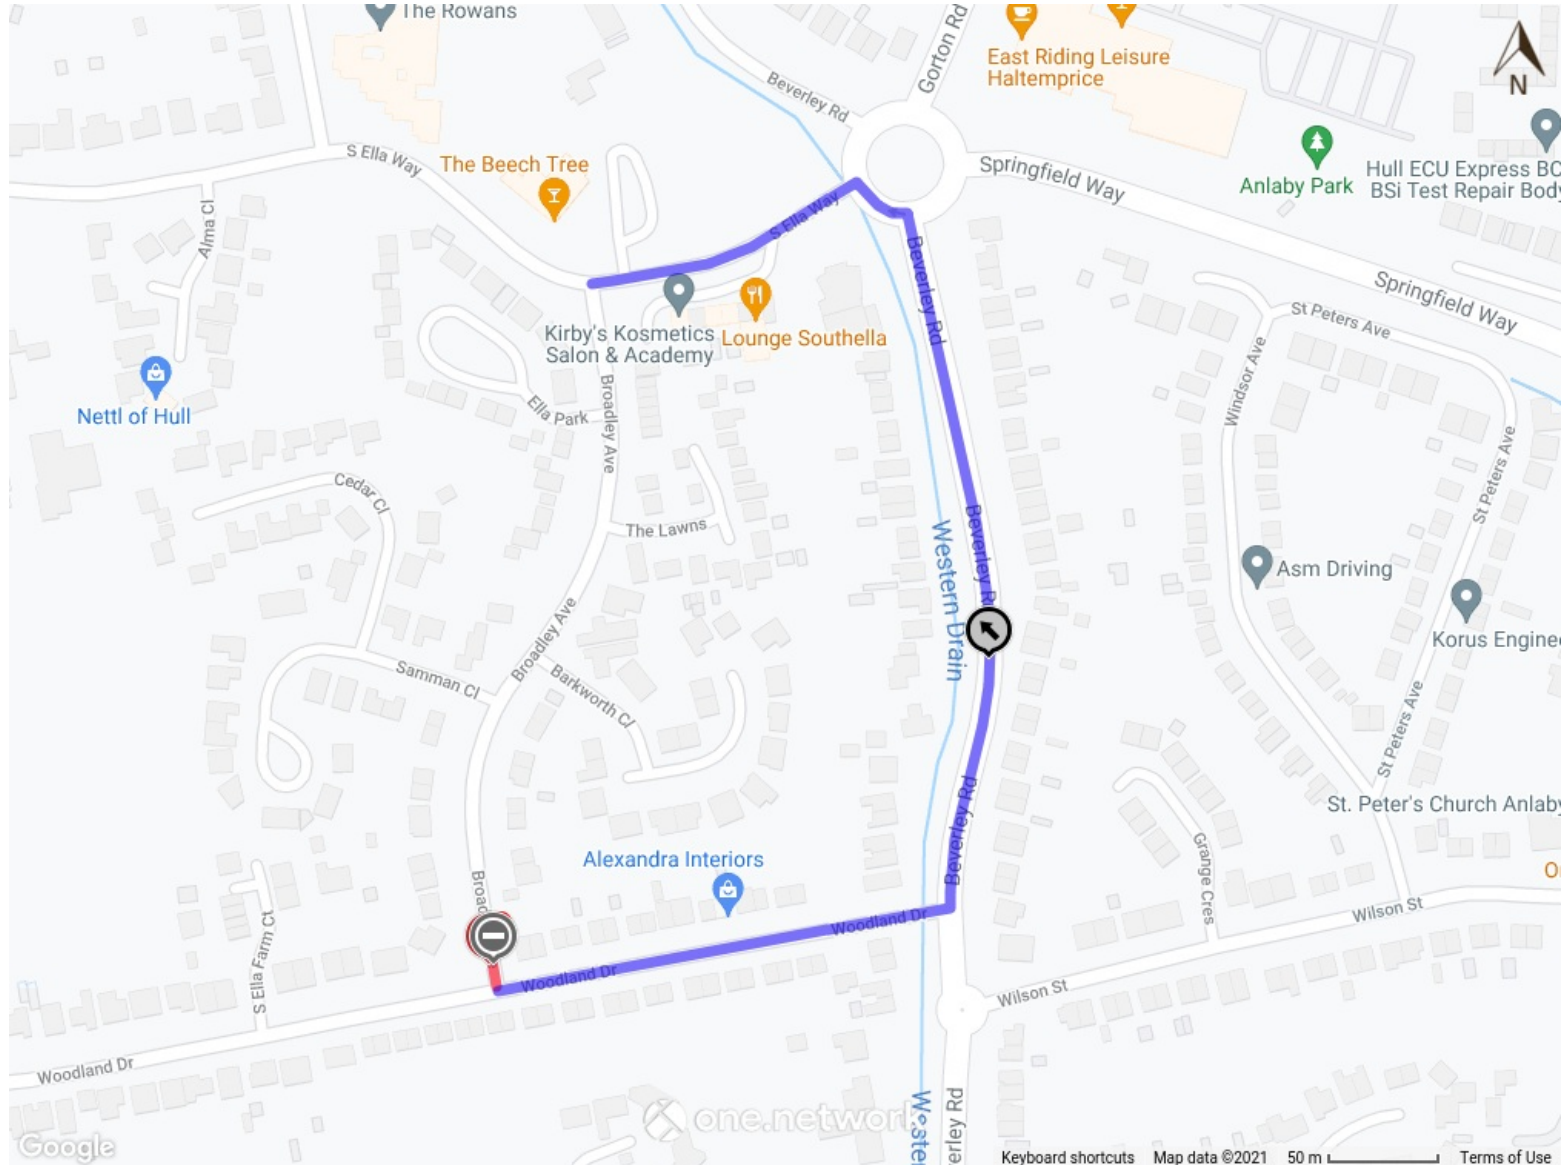 The Rowans
Gorton Rd
East Riding Leisure
Haltemprice
N
Beverley Rd
S Ella Way
The Beech Tree
Springfield Way
Anlaby Park
Hull ECU Express BC
BSi Test Repair Body
Alma Cl
S Ella Way
Beverley Rd
Springfield Way
St Peters Ave
Kirby's Kosmetics
Salon & Academy
Lounge Southella
Windsor Ave
Nettl of Hull
Broadley Ave
Ella Park
St Peters Ave
Cedar Cl
The Lawns
Beverley Rd
Western Drain
Asm Driving
Korus Enginee
Broadley Ave
Samman Cl
Barkworth Cl
St Peters Ave
Beverley Rd
St. Peter's Church Anlaby
Alexandra Interiors
Grange Cres
Broad
Woodland Dr
Wilson St
S Ella Farm Ct
Woodland Dr
Wilson St
Woodland Dr
one.network
Weste
erley Rd
Google
Keyboard shortcuts
Map data ©2021
50 m
Terms of Use